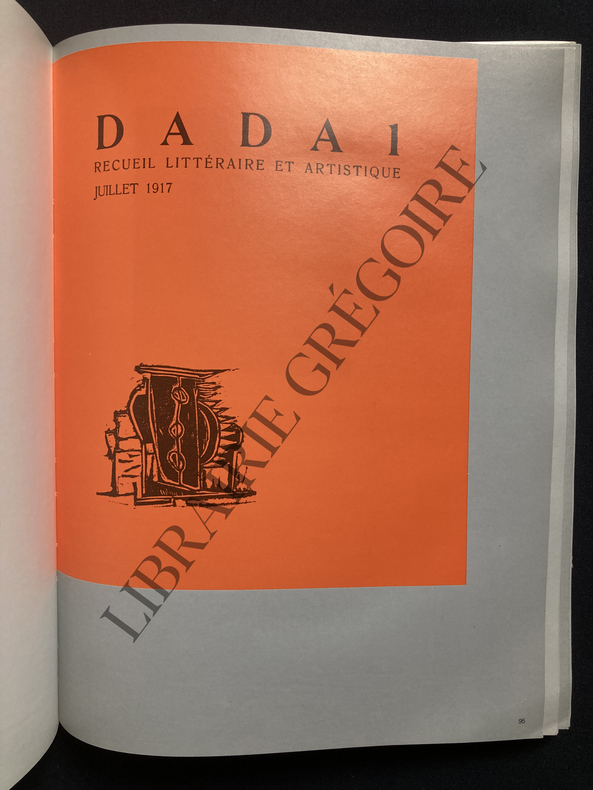 DADA 1
RECUEIL LITTÉRAIRE ET ARTISTIQUE
JUILLET 1917
LIBRAIRIE GRÉGOIRE
95